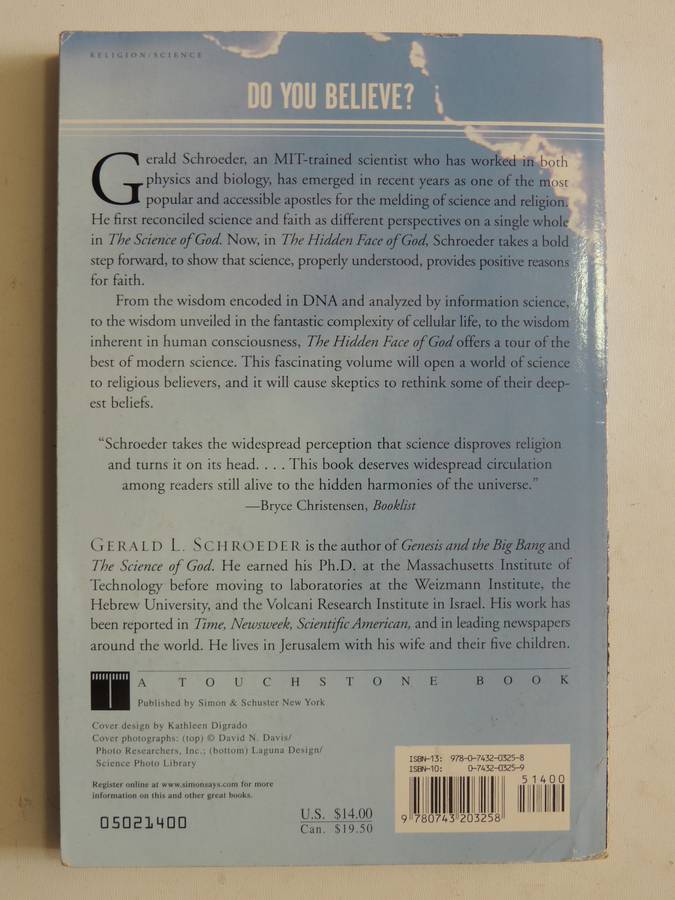 RELIGION/SCIENCE
DO YOU BELIEVE?
Gerald Schroeder, an MIT-trained scientist who has worked in both
physics and biology, has emerged in recent years as one of the most
popular and accessible apostles for the melding of science and religion.
He first reconciled science and faith as different perspectives on a single whole
in The Science of God. Now, in The Hidden Face of God, Schroeder takes a bold
step forward, to show that science, properly understood, provides positive reasons
for faith.
From the wisdom encoded in DNA and analyzed by information science,
to the wisdom unveiled in the fantastic complexity of cellular life, to the wisdom
inherent in human consciousness, The Hidden Face of God offers a tour of the
best of modern science. This fascinating volume will open a world of science
to religious believers, and it will cause skeptics to rethink some of their deep-
est beliefs.
“Schroeder takes the widespread perception that science disproves religion
and turns it on its head. . . . This book deserves widespread circulation
among readers still alive to the hidden harmonies of the universe.”
—Bryce Christensen, Booklist
GERALD L. SCHROEDER is the author of Genesis and the Big Bang and
The Science of God. He earned his Ph.D. at the Massachusetts Institute of
Technology before moving to laboratories at the Weizmann Institute, the
Hebrew University, and the Volcani Research Institute in Israel. His work has
been reported in Time, Newsweek, Scientific American, and in leading newspapers
around the world. He lives in Jerusalem with his wife and their five children.
A TOUCHSTONE BOOK
Published by Simon & Schuster New York
Cover design by Kathleen Digrado
Cover photographs: (top) © David N. Davis/
Photo Researchers, Inc.; (bottom) Laguna Design/
Science Photo Library
Register online at www.simonsays.com for more
information on this and other great books.
05021400
U.S. $14.00
Can. $19.50
ISBN-13: 978-0-7432-0325-8
ISBN-10: 0-7432-0325-9
51400
9 780743 203258